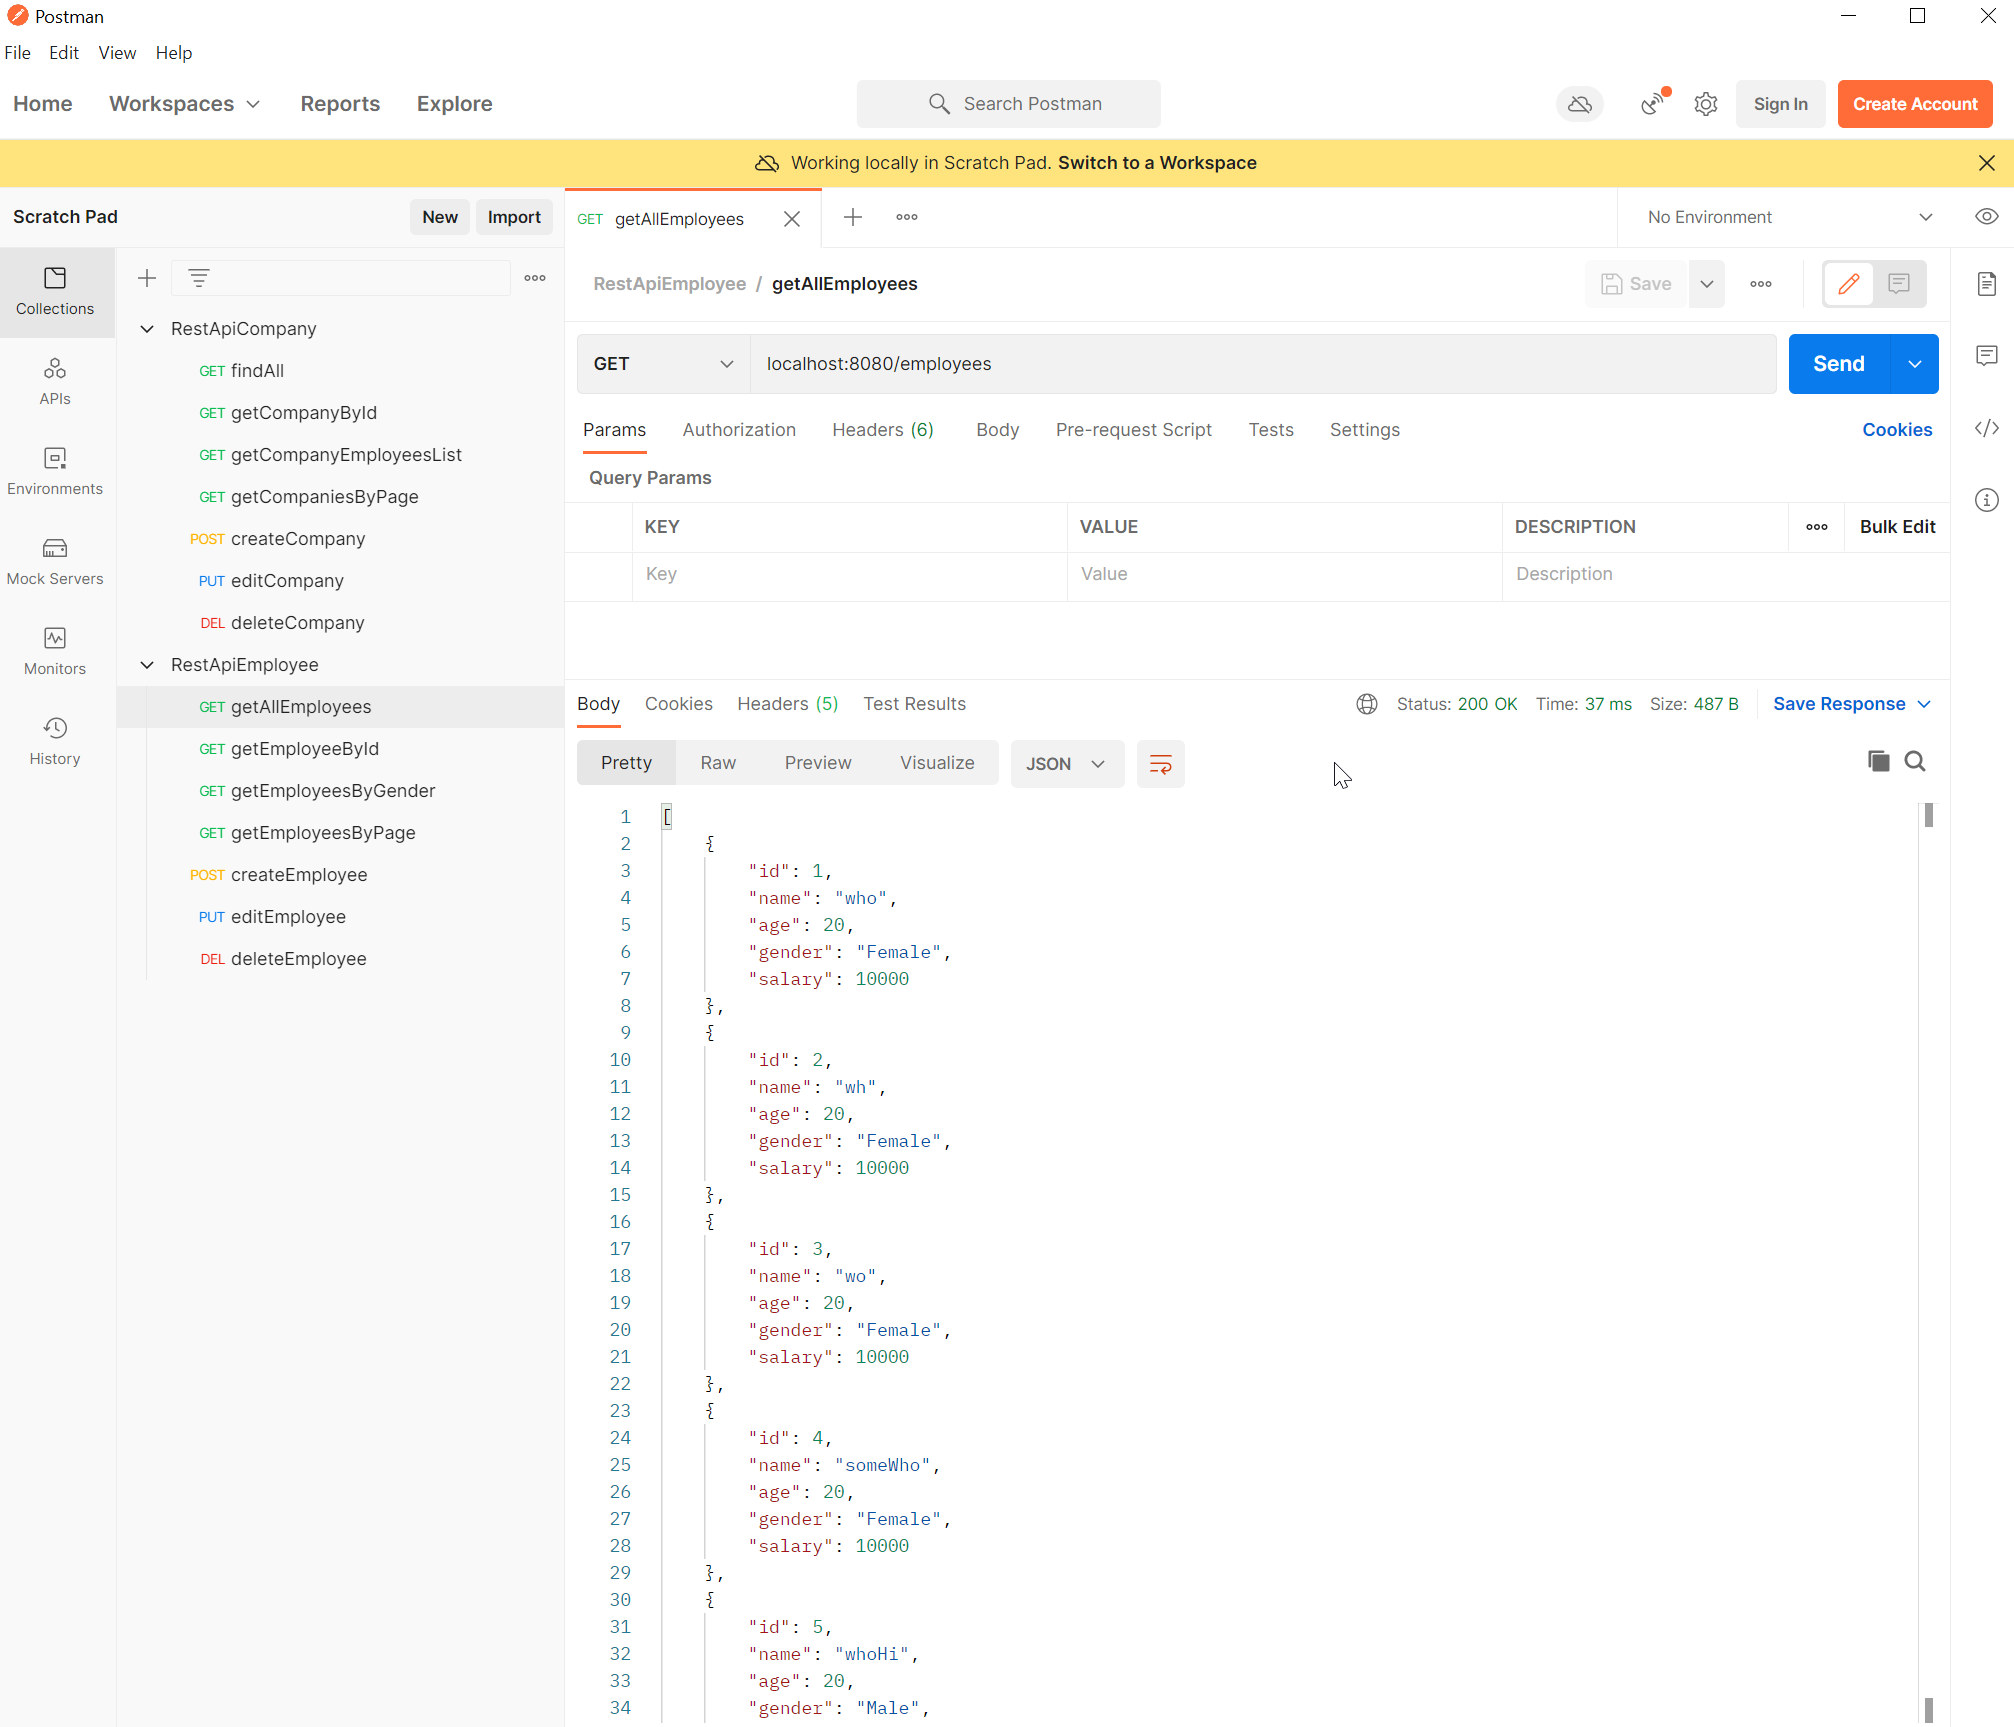 Postman
File Edit View Help
Home Workspaces Reports Explore
Search Postman
Sign In
Create Account
Working locally in Scratch Pad. Switch to a Workspace
Scratch Pad
New
Import
GET getAllEmployees
No Environment
Collections
APIs
Environments
Mock Servers
Monitors
History
RestApiCompany
GET findAll
GET getCompanyById
GET getCompanyEmployeesList
GET getCompaniesByPage
POST createCompany
PUT editCompany
DEL deleteCompany
RestApiEmployee
GET getAllEmployees
GET getEmployeeById
GET getEmployeesByGender
GET getEmployeesByPage
POST createEmployee
PUT editEmployee
DEL deleteEmployee
RestApiEmployee / getAllEmployees
Save
GET localhost:8080/employees
Send
Params Authorization Headers (6) Body Pre-request Script Tests Settings
Cookies
Query Params
KEY VALUE DESCRIPTION Bulk Edit
Key Value Description
Body Cookies Headers (5) Test Results
Status: 200 OK Time: 37 ms Size: 487 B Save Response
Pretty Raw Preview Visualize JSON
1 [
2 {
3 "id": 1,
4 "name": "who",
5 "age": 20,
6 "gender": "Female",
7 "salary": 10000
8 },
9 {
10 "id": 2,
11 "name": "wh",
12 "age": 20,
13 "gender": "Female",
14 "salary": 10000
15 },
16 {
17 "id": 3,
18 "name": "wo",
19 "age": 20,
20 "gender": "Female",
21 "salary": 10000
22 },
23 {
24 "id": 4,
25 "name": "someWho",
26 "age": 20,
27 "gender": "Female",
28 "salary": 10000
29 },
30 {
31 "id": 5,
32 "name": "whoHi",
33 "age": 20,
34 "gender": "Male",